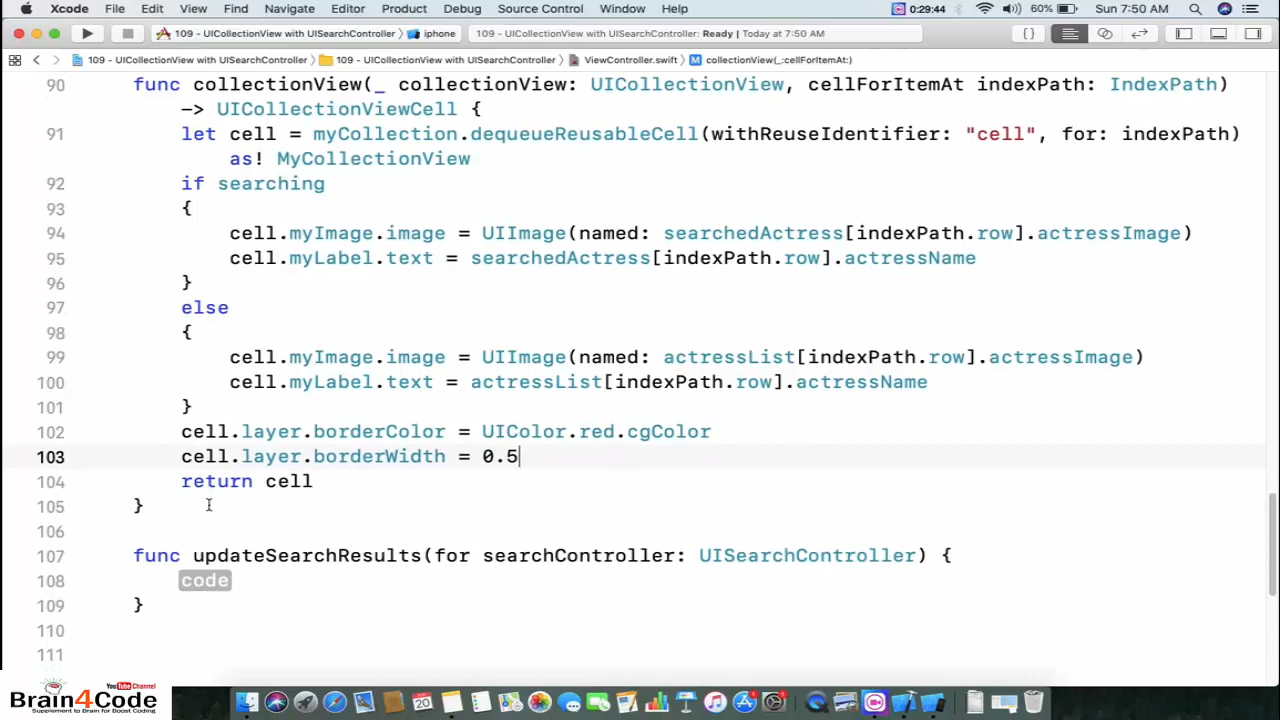 Xcode File Edit View Find Navigate Editor Product Debug Source Control Window Help 0:29:44 60% Sun 7:50 AM
109 - UICollectionView with UISearchController iphone 109 - UICollectionView with UISearchController: Ready | Today at 7:50 AM
109 - UICollectionView with UISearchController 109 - UICollectionView with UISearchController ViewController.swift M collectionView(_:cellForItemAt:)
90 func collectionView(_ collectionView: UICollectionView, cellForItemAt indexPath: IndexPath)
-> UICollectionViewCell {
91 let cell = myCollection.dequeueReusableCell(withReuseIdentifier: "cell", for: indexPath)
as! MyCollectionView
92 if searching
93 {
94 cell.myImage.image = UIImage(named: searchedActress[indexPath.row].actressImage)
95 cell.myLabel.text = searchedActress[indexPath.row].actressName
96 }
97 else
98 {
99 cell.myImage.image = UIImage(named: actressList[indexPath.row].actressImage)
100 cell.myLabel.text = actressList[indexPath.row].actressName
101 }
102 cell.layer.borderColor = UIColor.red.cgColor
103 cell.layer.borderWidth = 0.5
104 return cell
105 }
106
107 func updateSearchResults(for searchController: UISearchController) {
108 code
109 }
110
111
YouTube Channel
Brain4Code
Supplement to Brain for Boost Coding
20